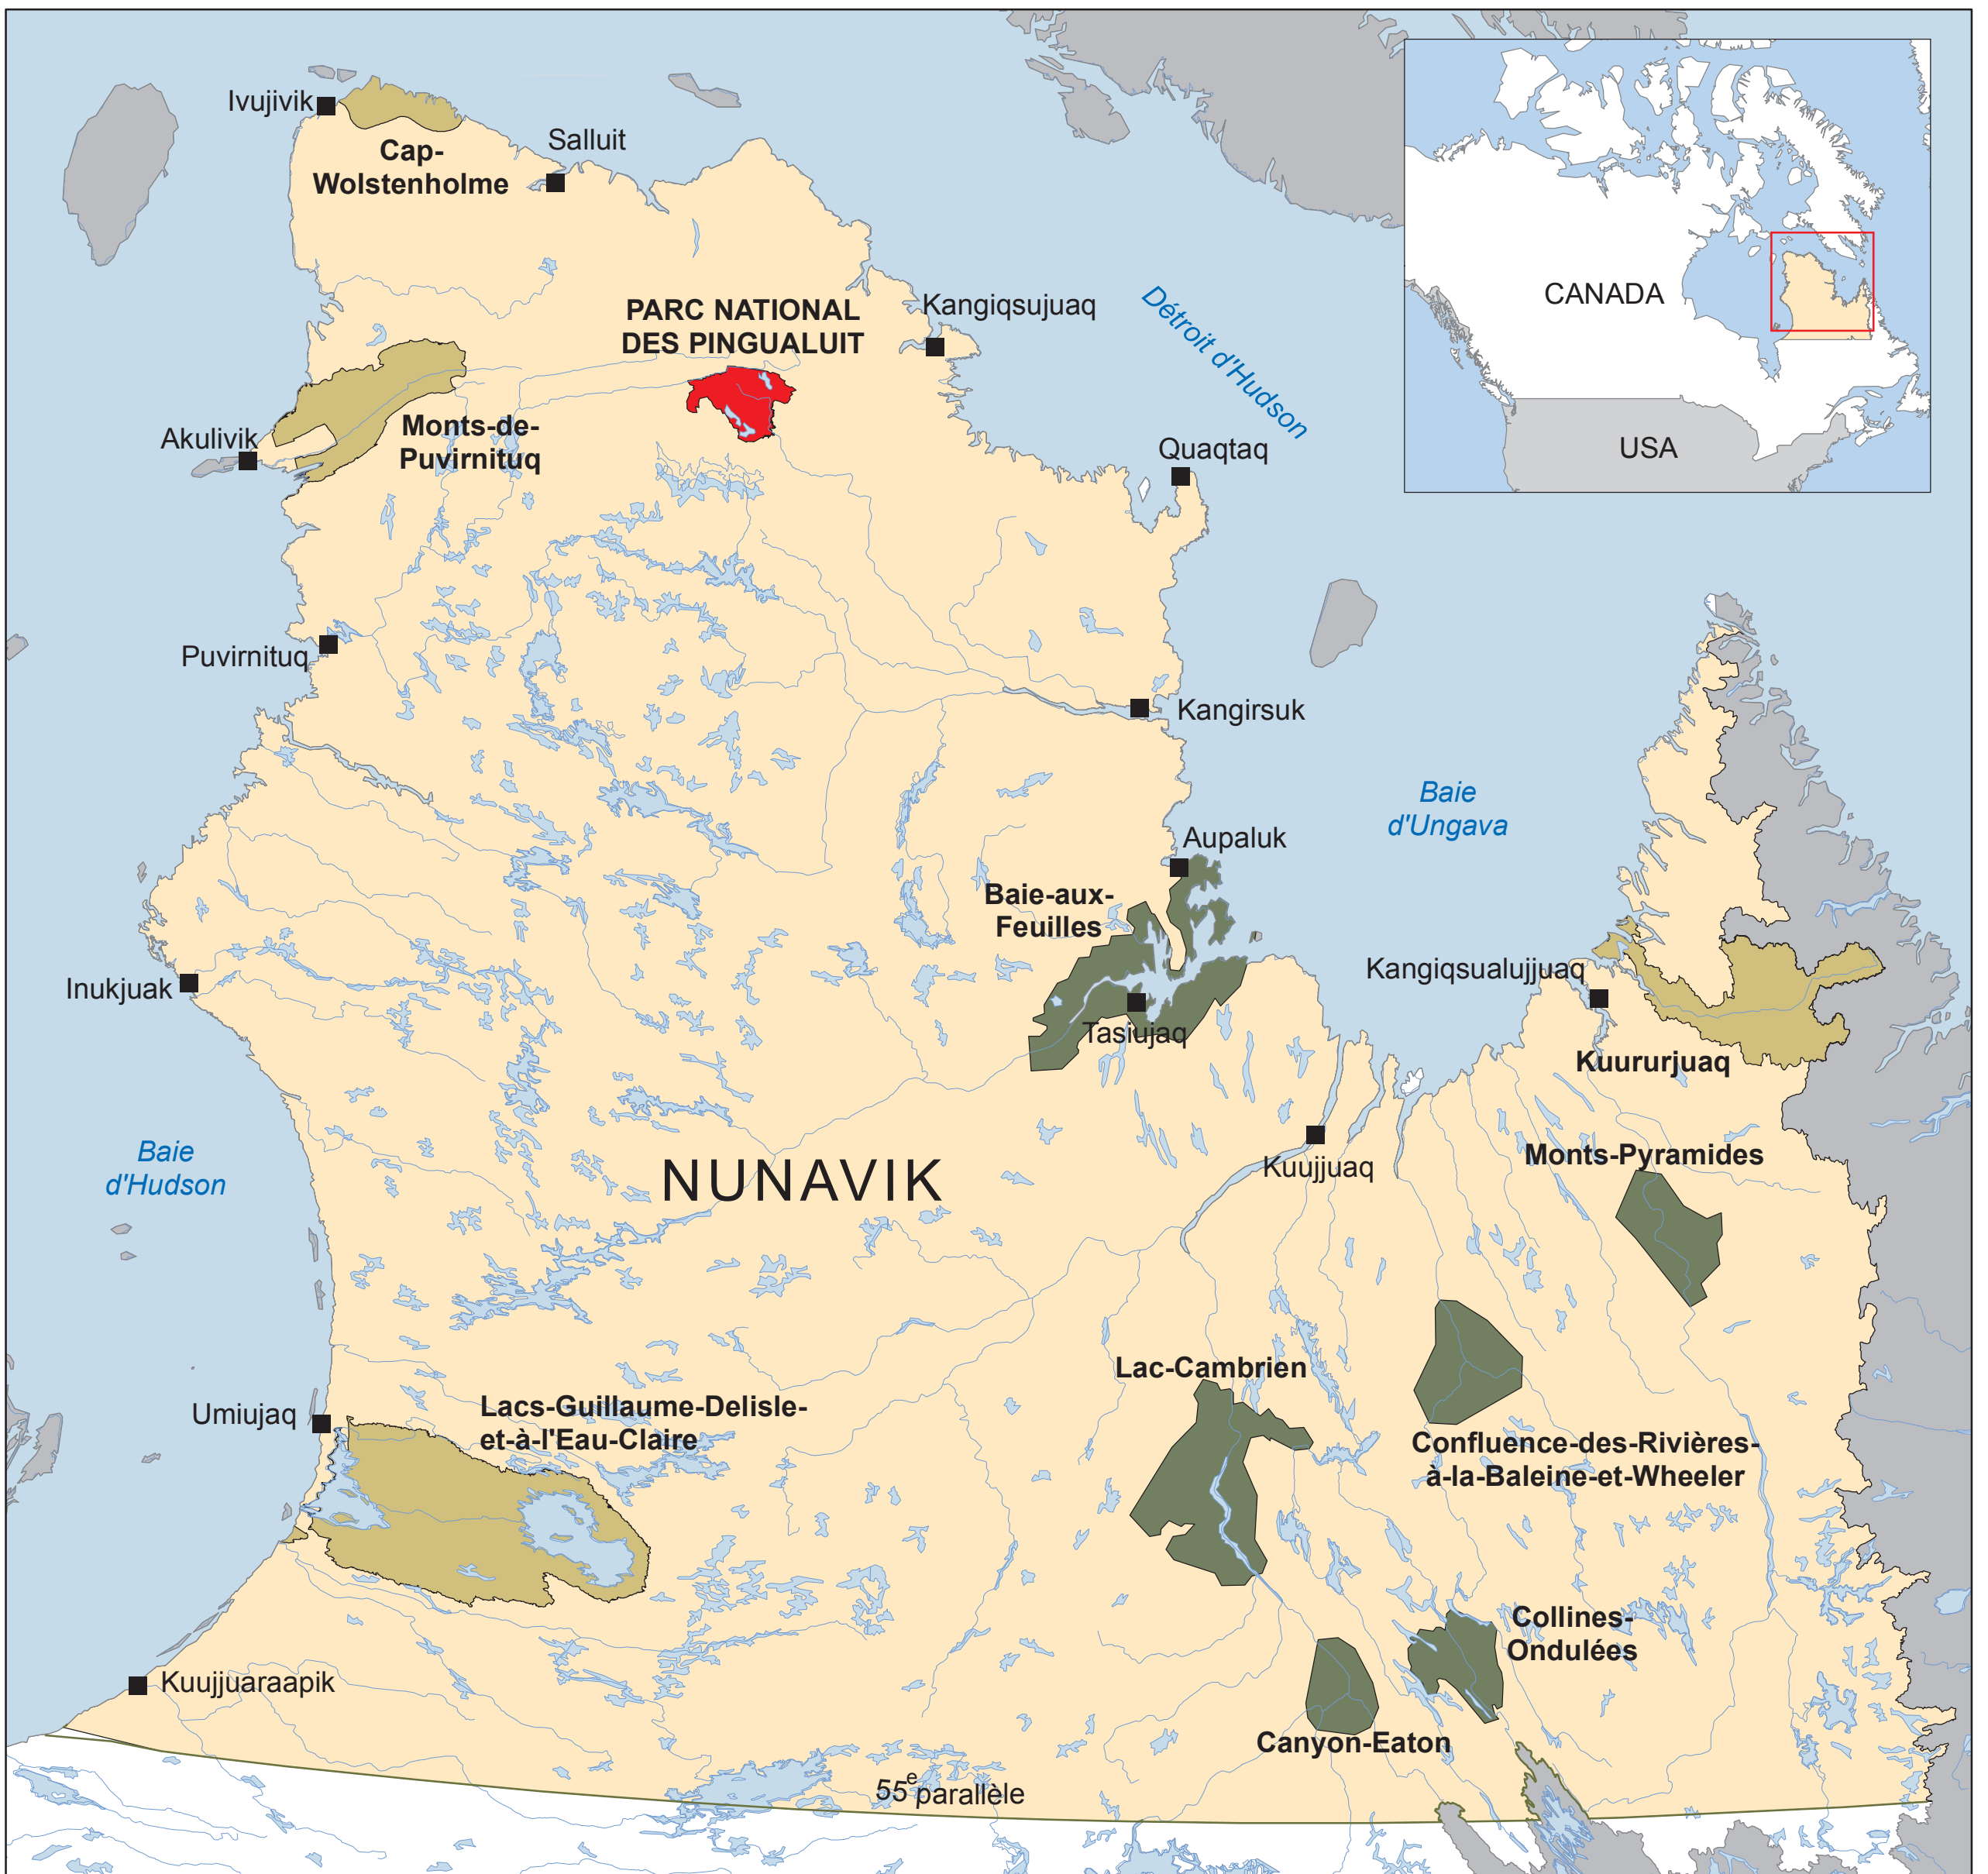 Ivujivik
Salluit
Cap-
Wolstenholme
CANADA
USA
PARC NATIONAL
DES PINGUALUIT
Kangiqsujuaq
Détroit d'Hudson
Monts-de-
Puvirnituq
Akulivik
Quaqtaq
Puvirnituq
Kangirsuk
Baie
d'Ungava
Aupaluk
Baie-aux-
Feuilles
Inukjuak
Kangiqsualujjuaq
Tasiujaq
Kuururjuaq
Baie
d'Hudson
NUNAVIK
Kuujjuaq
Monts-Pyramides
Lac-Cambrien
Umiujaq
Lacs-Guillaume-Delisle-
et-à-l'Eau-Claire
Confluence-des-Rivières-
à-la-Baleine-et-Wheeler
Collines-
Ondulées
Kuujjuaraapik
Canyon-Eaton
55e parallèle